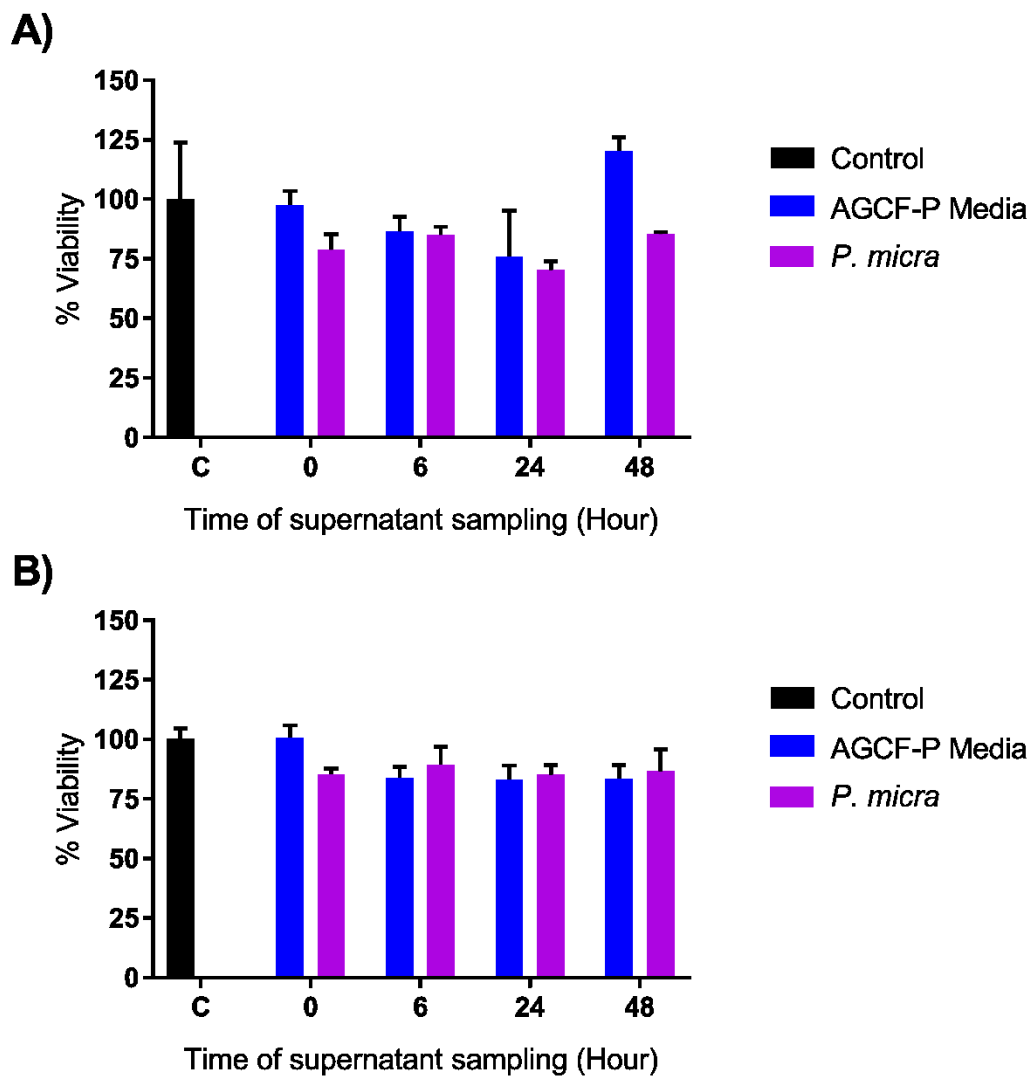 A)
150
125
100
75
50
25
0
% Viability
C 0 6 24 48
Time of supernatant sampling (Hour)
Control
AGCF-P Media
P. micra
B)
150
125
100
75
50
25
0
% Viability
C 0 6 24 48
Time of supernatant sampling (Hour)
Control
AGCF-P Media
P. micra